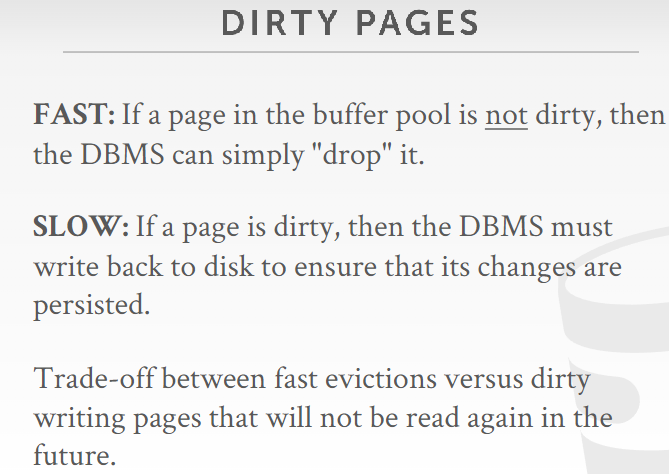 DIRTY PAGES
FAST: If a page in the buffer pool is not dirty, then
the DBMS can simply "drop" it.
SLOW: If a page is dirty, then the DBMS must
write back to disk to ensure that its changes are
persisted.
Trade-off between fast evictions versus dirty
writing pages that will not be read again in the
future.